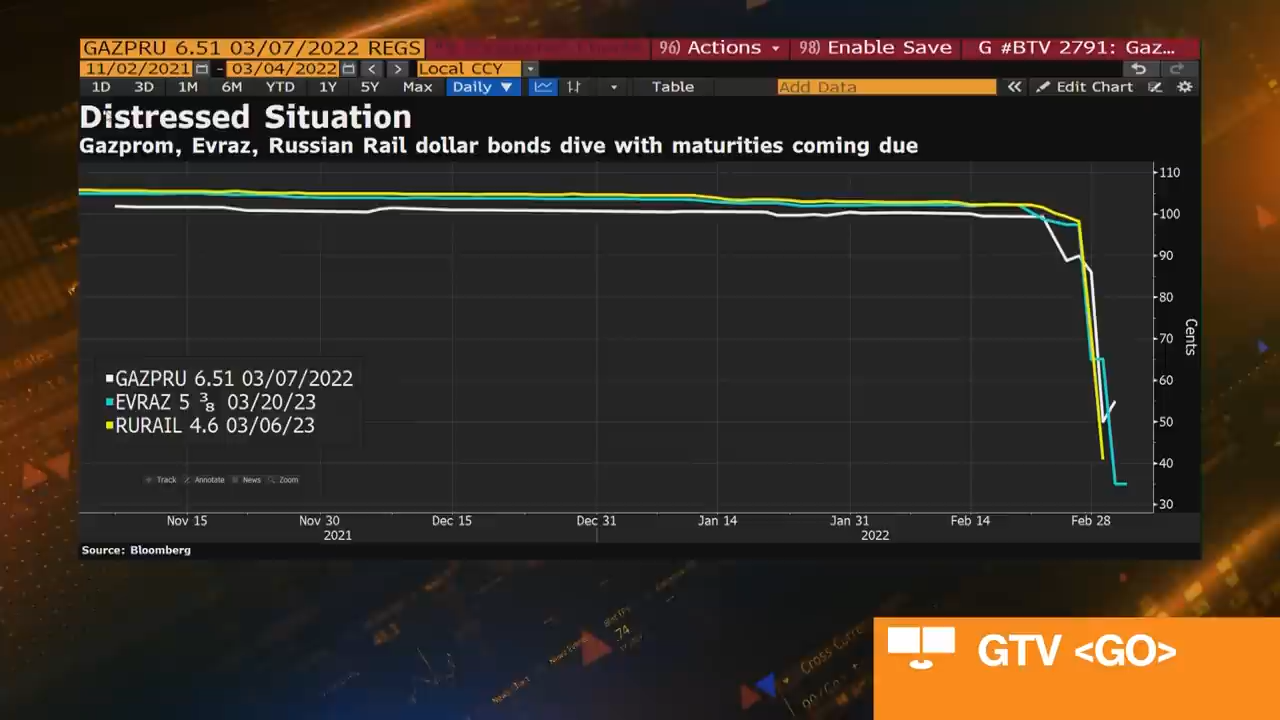 GAZPRU 6.51 03/07/2022 REGS
96) Actions
98) Enable Save
G #BTV 2791: Gaz...
11/02/2021 - 03/04/2022 Local CCY
1D 3D 1M 6M YTD 1Y 5Y Max Daily ▼ Table Add Data « Edit Chart
Distressed Situation
Gazprom, Evraz, Russian Rail dollar bonds dive with maturities coming due
110
100
90
80
70
60
50
40
30
Cents
GAZPRU 6.51 03/07/2022
EVRAZ 5 ⅜ 03/20/23
RURAIL 4.6 03/06/23
Track Annotate News Zoom
Nov 15 Nov 30 Dec 15 Dec 31 Jan 14 Jan 31 Feb 14 Feb 28
2021 2022
Source: Bloomberg
74
Cross Curre
GTV <GO>